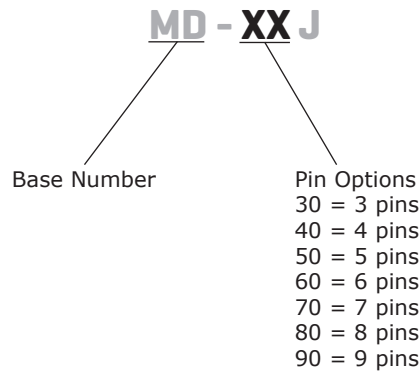 MD - XX J
Base Number
Pin Options
30 = 3 pins
40 = 4 pins
50 = 5 pins
60 = 6 pins
70 = 7 pins
80 = 8 pins
90 = 9 pins